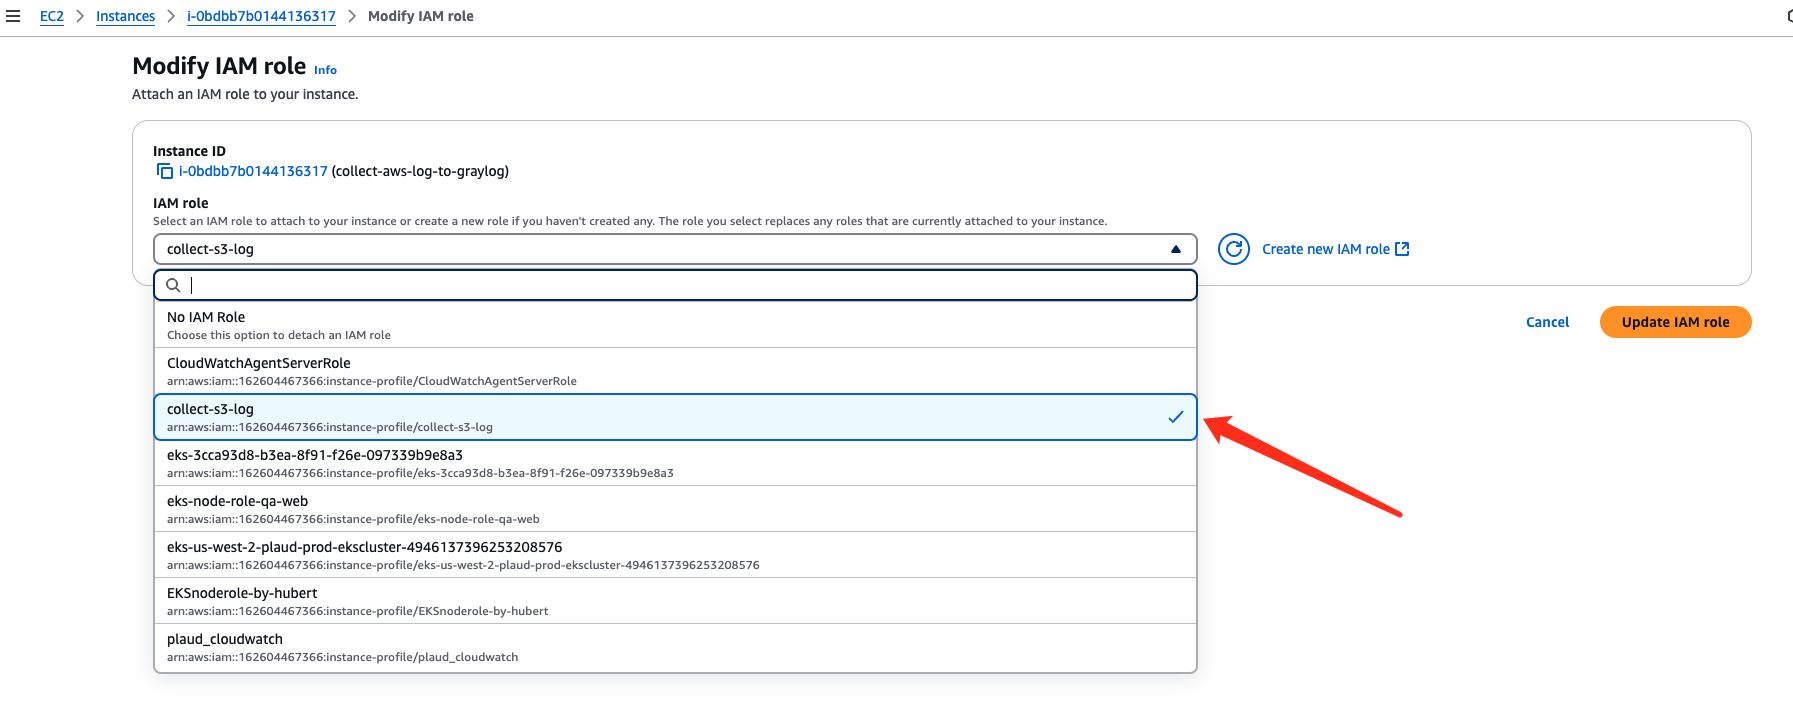 EC2 > Instances > i-0bdbb7b0144136317 > Modify IAM role
Modify IAM role Info
Attach an IAM role to your instance.
Instance ID
i-0bdbb7b0144136317 (collect-aws-log-to-graylog)
IAM role
Select an IAM role to attach to your instance or create a new role if you haven't created any. The role you select replaces any roles that are currently attached to your instance.
collect-s3-log
Create new IAM role
No IAM Role
Choose this option to detach an IAM role
Cancel
Update IAM role
CloudWatchAgentServerRole
arn:aws:iam::162604467366:instance-profile/CloudWatchAgentServerRole
collect-s3-log
arn:aws:iam::162604467366:instance-profile/collect-s3-log
eks-3cca93d8-b3ea-8f91-f26e-097339b9e8a3
arn:aws:iam::162604467366:instance-profile/eks-3cca93d8-b3ea-8f91-f26e-097339b9e8a3
eks-node-role-qa-web
arn:aws:iam::162604467366:instance-profile/eks-node-role-qa-web
eks-us-west-2-plaud-prod-ekscluster-4946137396253208576
arn:aws:iam::162604467366:instance-profile/eks-us-west-2-plaud-prod-ekscluster-4946137396253208576
EKSnoderole-by-hubert
arn:aws:iam::162604467366:instance-profile/EKSnoderole-by-hubert
plaud_cloudwatch
arn:aws:iam::162604467366:instance-profile/plaud_cloudwatch